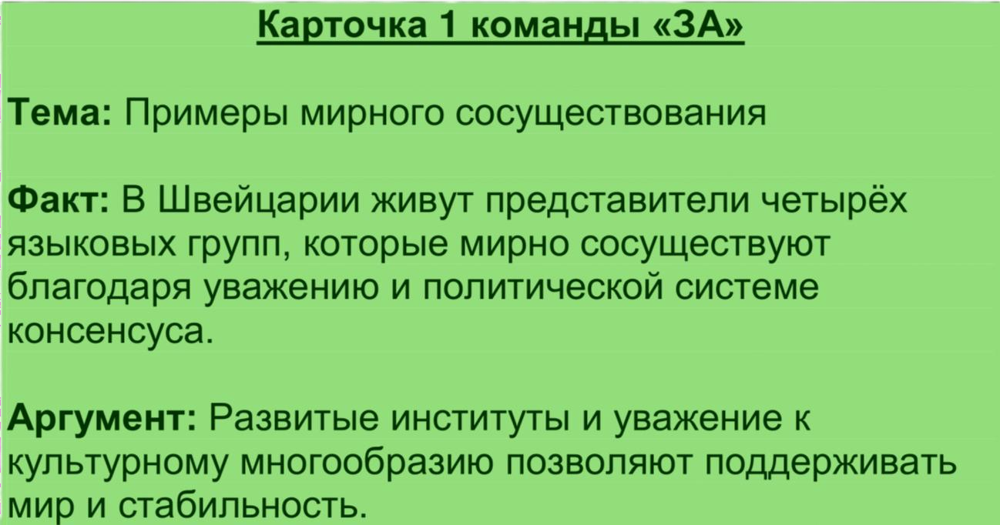 Карточка 1 команды «ЗА»
Тема: Примеры мирного сосуществования
Факт: В Швейцарии живут представители четырёх
языковых групп, которые мирно сосуществуют
благодаря уважению и политической системе
консенсуса.
Аргумент: Развитые институты и уважение к
культурному многообразию позволяют поддерживать
мир и стабильность.